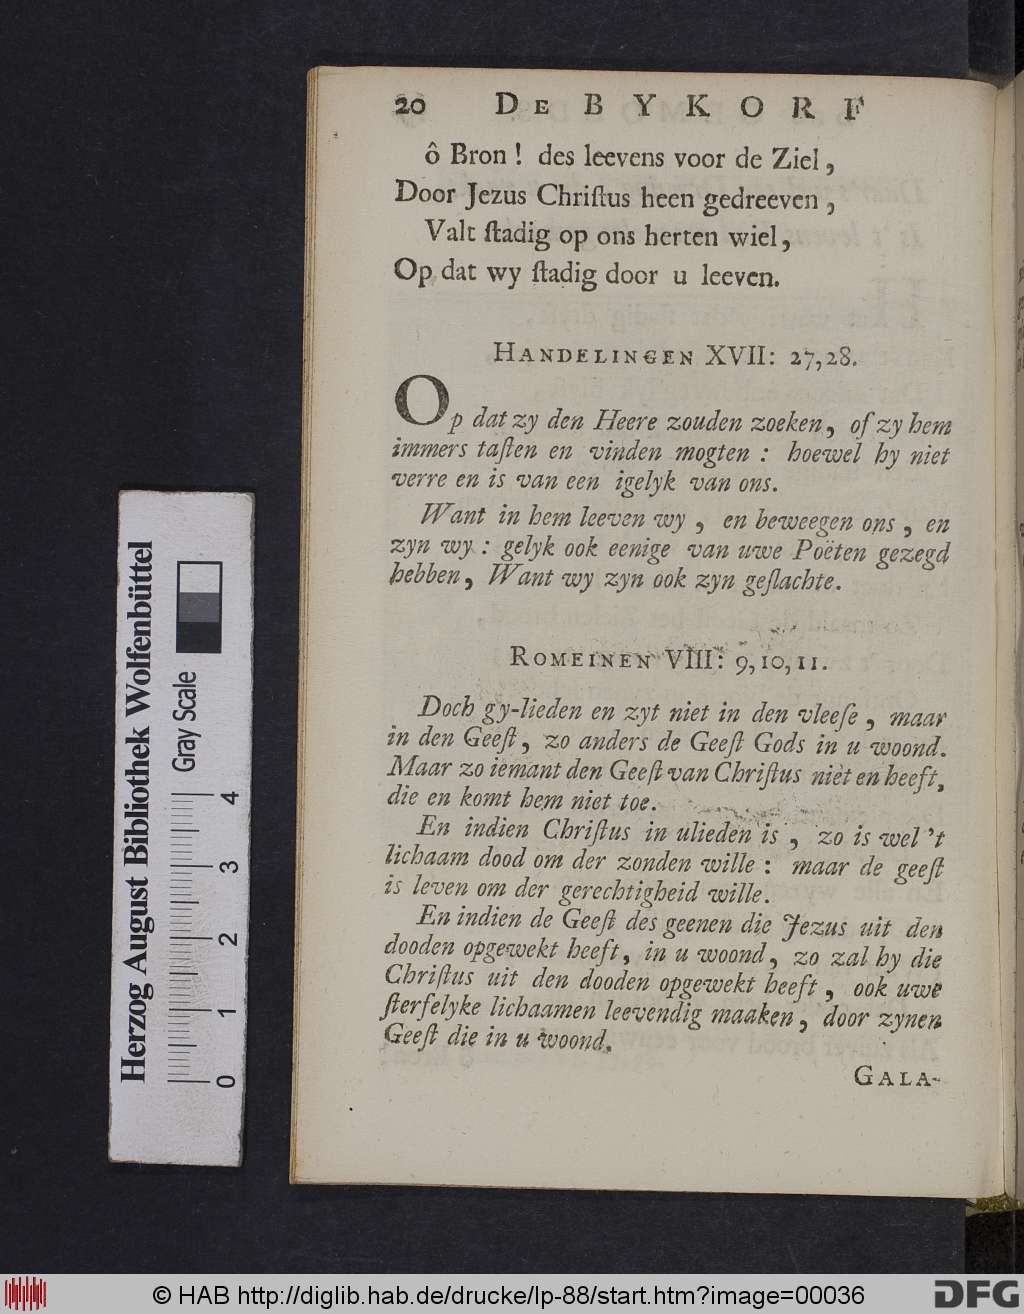 20 DE BYKORF
ô Bron ! des leevens voor de Ziel,
Door Jezus Chriſtus heen gedreeven,
Valt ſtadig op ons herten wiel,
Op dat wy ſtadig door u leeven.
HANDELINGEN XVII: 27,28.
Op dat zy den Heere zouden zoeken, of zy hem
immers taſten en vinden mogten : hoewel hy niet
verre en is van een igelyk van ons.
Want in hem leeven wy, en beweegen ons, en
zyn wy : gelyk ook eenige van uwe Poëten gezegd
hebben, Want wy zyn ook zyn geſlachte.
ROMEINEN VIII: 9,10,11.
Doch gy-lieden en zyt niet in den vleeſe, maar
in den Geeſt, zo anders de Geeſt Gods in u woond.
Maar zo iemant den Geeſt van Chriſtus niet en heeft,
die en komt hem niet toe.
En indien Chriſtus in ulieden is, zo is wel 't
lichaam dood om der zonden wille : maar de geeſt
is leven om der gerechtigheid wille.
En indien de Geeſt des geenen die Jezus uit den
dooden opgewekt heeft, in u woond, zo zal hy die
Chriſtus uit den dooden opgewekt heeft, ook uwe
ſterfelyke lichaamen leevendig maaken, door zynen
Geeſt die in u woond.
GALA-
Herzog August Bibliothek Wolfenbüttel
Gray Scale
0 1 2 3 4
© HAB http://diglib.hab.de/drucke/lp-88/start.htm?image=00036
DFG